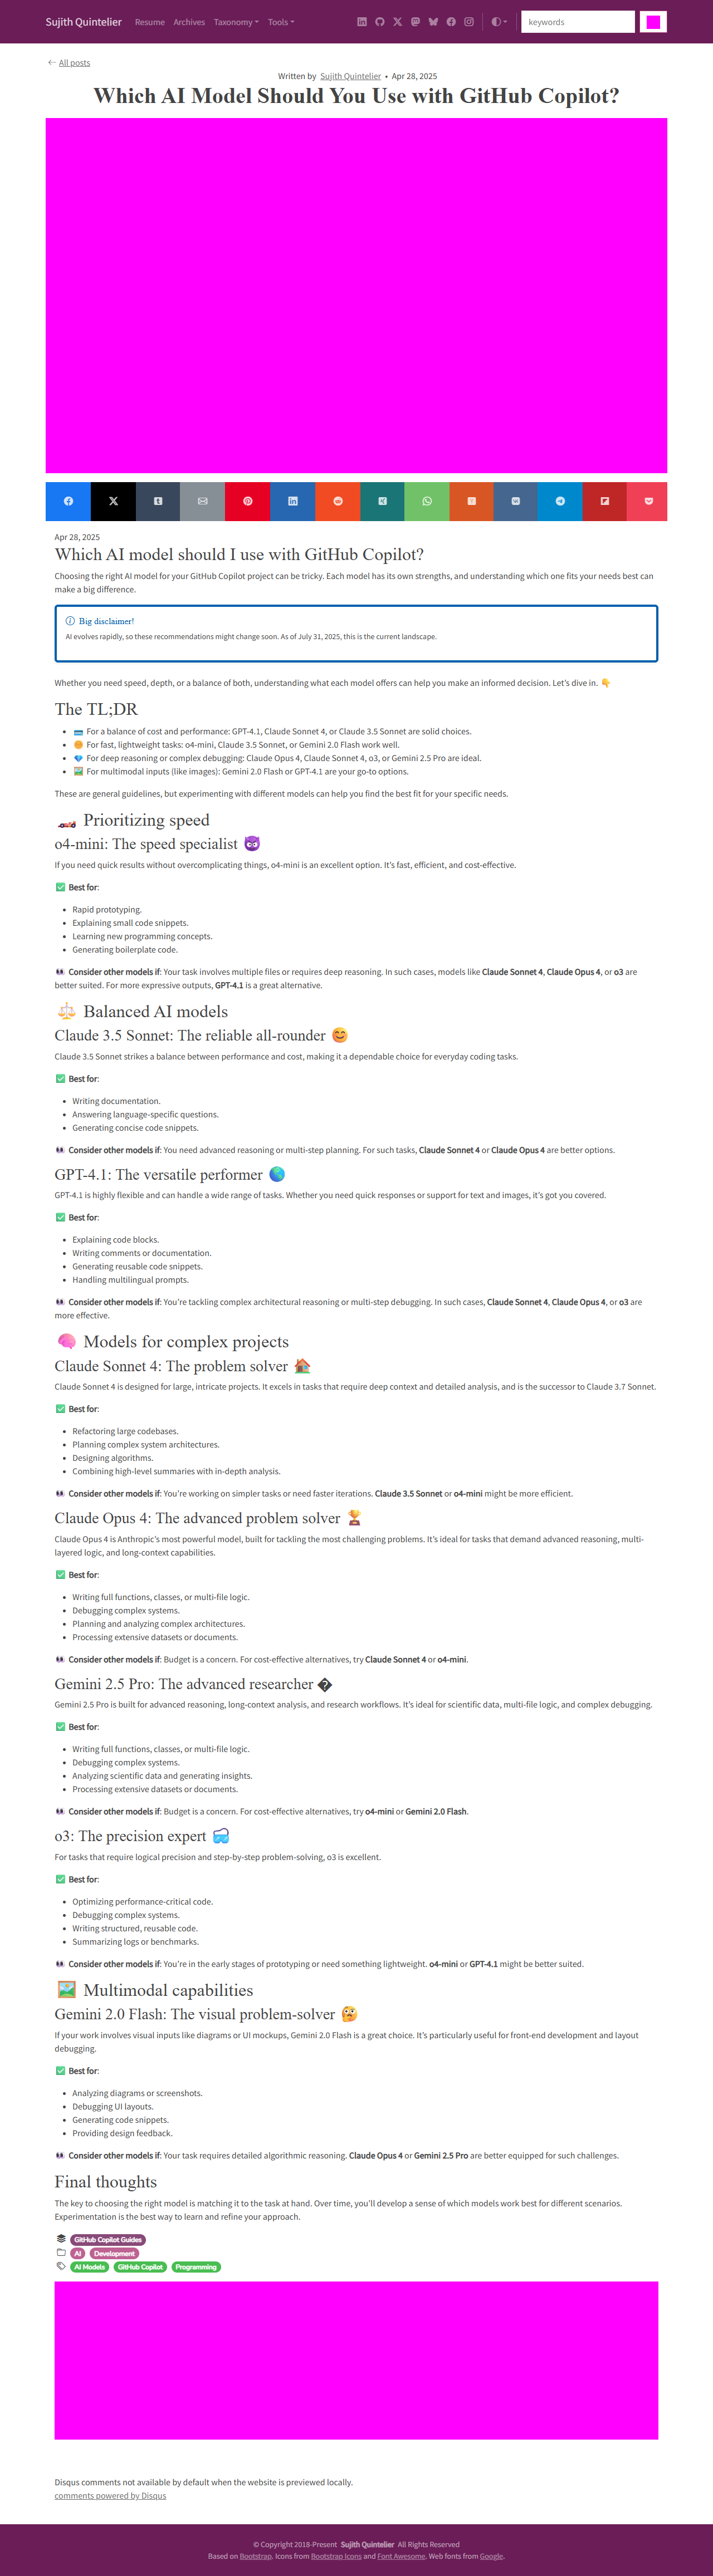 Sujith Quintelier Resume Archives Taxonomy Tools keywords
All posts
Written by Sujith Quintelier • Apr 28, 2025
Which AI Model Should You Use with GitHub Copilot?
Apr 28, 2025
Which AI model should I use with GitHub Copilot?
Choosing the right AI model for your GitHub Copilot project can be tricky. Each model has its own strengths, and understanding which one fits your needs best can
make a big difference.
Big disclaimer!
AI evolves rapidly, so these recommendations might change soon. As of July 31, 2025, this is the current landscape.
Whether you need speed, depth, or a balance of both, understanding what each model offers can help you make an informed decision. Let's dive in. 👇
The TL;DR
• 💳 For a balance of cost and performance: GPT-4.1, Claude Sonnet 4, or Claude 3.5 Sonnet are solid choices.
• 🪙 For fast, lightweight tasks: o4-mini, Claude 3.5 Sonnet, or Gemini 2.0 Flash work well.
• 💎 For deep reasoning or complex debugging: Claude Opus 4, Claude Sonnet 4, o3, or Gemini 2.5 Pro are ideal.
• 🖼️ For multimodal inputs (like images): Gemini 2.0 Flash or GPT-4.1 are your go-to options.
These are general guidelines, but experimenting with different models can help you find the best fit for your specific needs.
🏎️ Prioritizing speed
o4-mini: The speed specialist 😈
If you need quick results without overcomplicating things, o4-mini is an excellent option. It's fast, efficient, and cost-effective.
✅ Best for:
• Rapid prototyping.
• Explaining small code snippets.
• Learning new programming concepts.
• Generating boilerplate code.
👀 Consider other models if: Your task involves multiple files or requires deep reasoning. In such cases, models like Claude Sonnet 4, Claude Opus 4, or o3 are
better suited. For more expressive outputs, GPT-4.1 is a great alternative.
⚖️ Balanced AI models
Claude 3.5 Sonnet: The reliable all-rounder 😊
Claude 3.5 Sonnet strikes a balance between performance and cost, making it a dependable choice for everyday coding tasks.
✅ Best for:
• Writing documentation.
• Answering language-specific questions.
• Generating concise code snippets.
👀 Consider other models if: You need advanced reasoning or multi-step planning. For such tasks, Claude Sonnet 4 or Claude Opus 4 are better options.
GPT-4.1: The versatile performer 🌏
GPT-4.1 is highly flexible and can handle a wide range of tasks. Whether you need quick responses or support for text and images, it's got you covered.
✅ Best for:
• Explaining code blocks.
• Writing comments or documentation.
• Generating reusable code snippets.
• Handling multilingual prompts.
👀 Consider other models if: You're tackling complex architectural reasoning or multi-step debugging. In such cases, Claude Sonnet 4, Claude Opus 4, or o3 are
more effective.
🧠 Models for complex projects
Claude Sonnet 4: The problem solver 🏠
Claude Sonnet 4 is designed for large, intricate projects. It excels in tasks that require deep context and detailed analysis, and is the successor to Claude 3.7 Sonnet.
✅ Best for:
• Refactoring large codebases.
• Planning complex system architectures.
• Designing algorithms.
• Combining high-level summaries with in-depth analysis.
👀 Consider other models if: You're working on simpler tasks or need faster iterations. Claude 3.5 Sonnet or o4-mini might be more efficient.
Claude Opus 4: The advanced problem solver 🏆
Claude Opus 4 is Anthropic's most powerful model, built for tackling the most challenging problems. It's ideal for tasks that demand advanced reasoning, multi-
layered logic, and long-context capabilities.
✅ Best for:
• Writing full functions, classes, or multi-file logic.
• Debugging complex systems.
• Planning and analyzing complex architectures.
• Processing extensive datasets or documents.
👀 Consider other models if: Budget is a concern. For cost-effective alternatives, try Claude Sonnet 4 or o4-mini.
Gemini 2.5 Pro: The advanced researcher �
Gemini 2.5 Pro is built for advanced reasoning, long-context analysis, and research workflows. It's ideal for scientific data, multi-file logic, and complex debugging.
✅ Best for:
• Writing full functions, classes, or multi-file logic.
• Debugging complex systems.
• Analyzing scientific data and generating insights.
• Processing extensive datasets or documents.
👀 Consider other models if: Budget is a concern. For cost-effective alternatives, try o4-mini or Gemini 2.0 Flash.
o3: The precision expert 🧼
For tasks that require logical precision and step-by-step problem-solving, o3 is excellent.
✅ Best for:
• Optimizing performance-critical code.
• Debugging complex systems.
• Writing structured, reusable code.
• Summarizing logs or benchmarks.
👀 Consider other models if: You're in the early stages of prototyping or need something lightweight. o4-mini or GPT-4.1 might be better suited.
🖼️ Multimodal capabilities
Gemini 2.0 Flash: The visual problem-solver 🤔
If your work involves visual inputs like diagrams or UI mockups, Gemini 2.0 Flash is a great choice. It's particularly useful for front-end development and layout
debugging.
✅ Best for:
• Analyzing diagrams or screenshots.
• Debugging UI layouts.
• Generating code snippets.
• Providing design feedback.
👀 Consider other models if: Your task requires detailed algorithmic reasoning. Claude Opus 4 or Gemini 2.5 Pro are better equipped for such challenges.
Final thoughts
The key to choosing the right model is matching it to the task at hand. Over time, you'll develop a sense of which models work best for different scenarios.
Experimentation is the best way to learn and refine your approach.
GitHub Copilot Guides
AI Development
AI Models GitHub Copilot Programming
Disqus comments not available by default when the website is previewed locally.
comments powered by Disqus
© Copyright 2018-Present Sujith Quintelier All Rights Reserved
Based on Bootstrap. Icons from Bootstrap Icons and Font Awesome. Web fonts from Google.